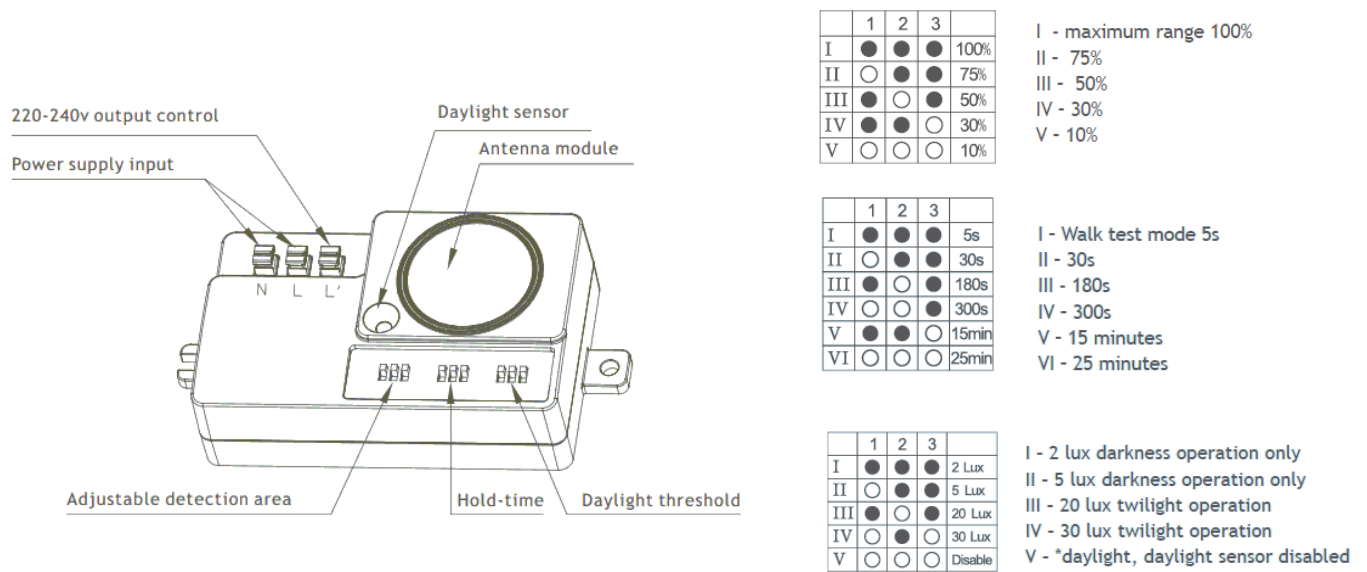 220-240v output control
Power supply input
Daylight sensor
Antenna module
N L L'
Adjustable detection area
Hold-time
Daylight threshold
1 2 3
I 100%
II 75%
III 50%
IV 30%
V 10%
I - maximum range 100%
II - 75%
III - 50%
IV - 30%
V - 10%
1 2 3
I 5s
II 30s
III 180s
IV 300s
V 15min
VI 25min
I - Walk test mode 5s
II - 30s
III - 180s
IV - 300s
V - 15 minutes
VI - 25 minutes
1 2 3
I 2 Lux
II 5 Lux
III 20 Lux
IV 30 Lux
V Disable
I - 2 lux darkness operation only
II - 5 lux darkness operation only
III - 20 lux twilight operation
IV - 30 lux twilight operation
V - *daylight, daylight sensor disabled